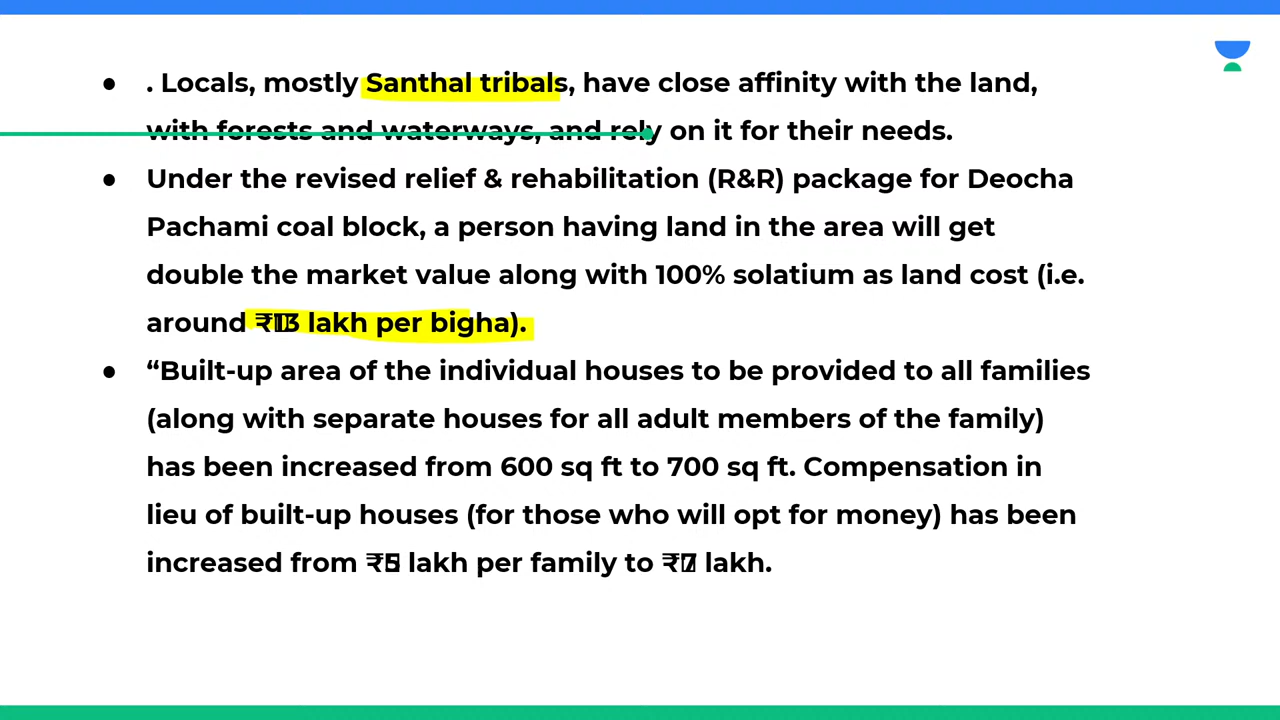 ● . Locals, mostly Santhal tribals, have close affinity with the land,
with forests and waterways, and rely on it for their needs.
● Under the revised relief & rehabilitation (R&R) package for Deocha
Pachami coal block, a person having land in the area will get
double the market value along with 100% solatium as land cost (i.e.
around ₹13 lakh per bigha).
● “Built-up area of the individual houses to be provided to all families
(along with separate houses for all adult members of the family)
has been increased from 600 sq ft to 700 sq ft. Compensation in
lieu of built-up houses (for those who will opt for money) has been
increased from ₹5 lakh per family to ₹7 lakh.